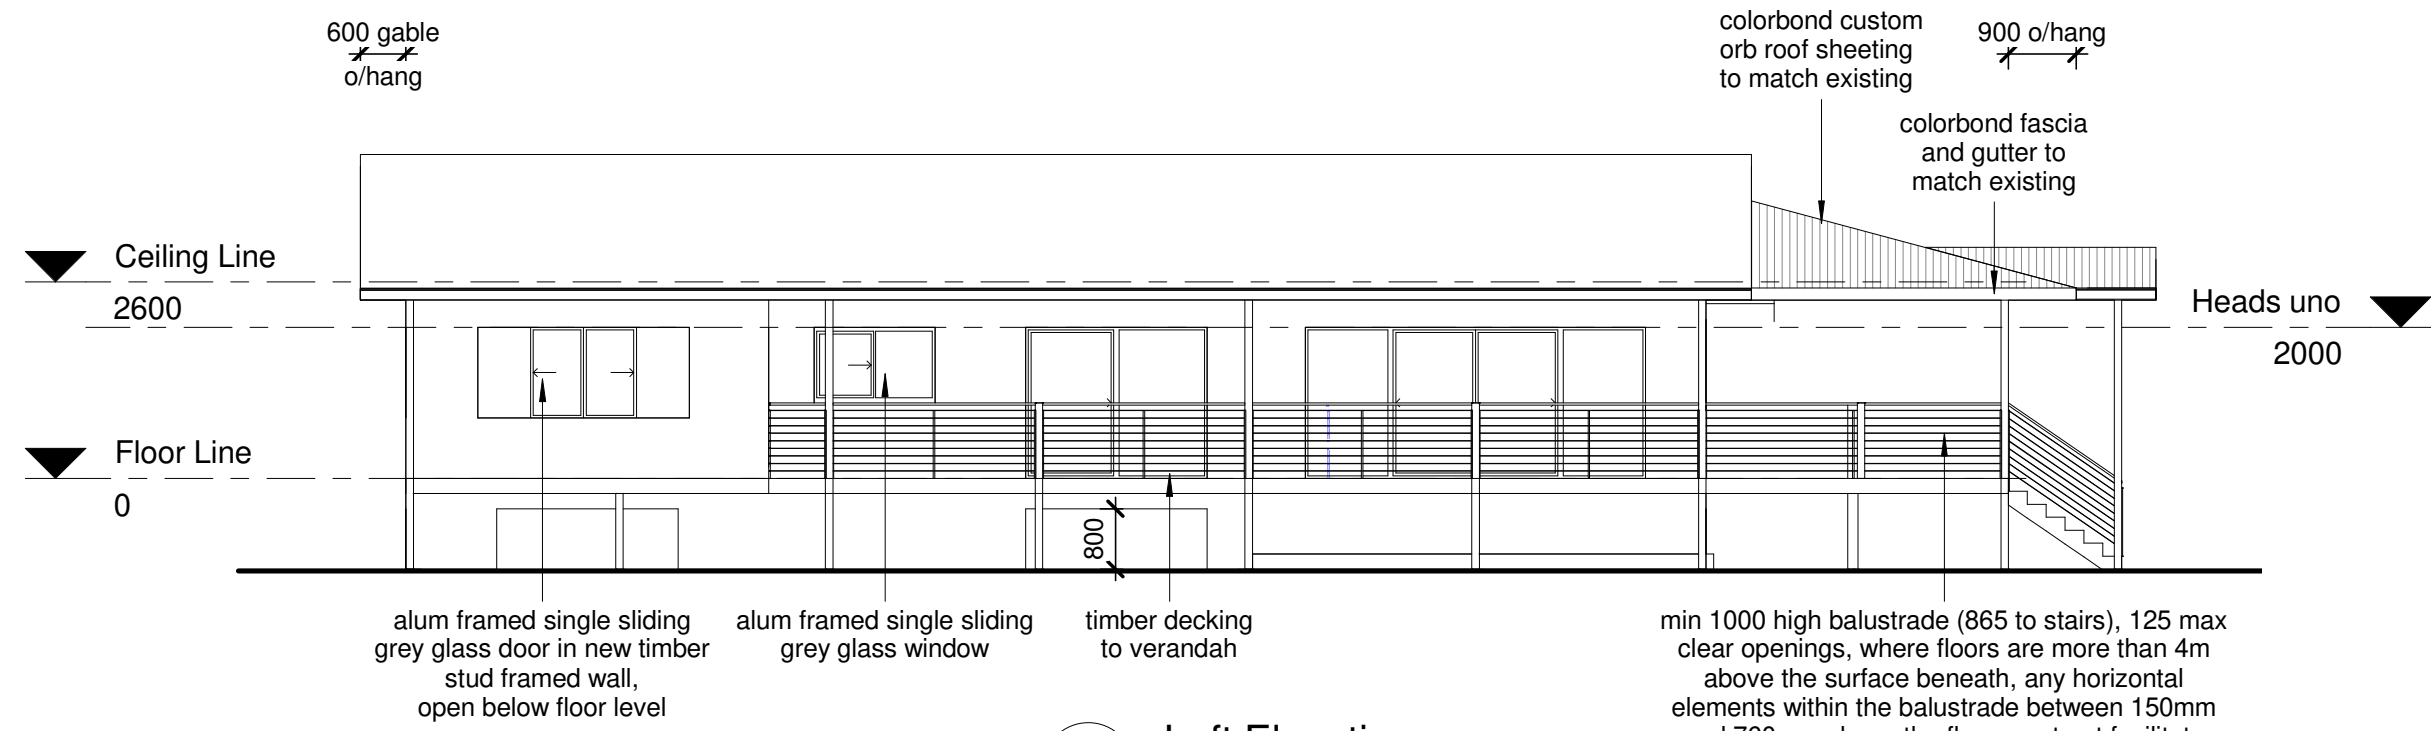 600 gable
o/hang
colorbond custom
orb roof sheeting
to match existing
900 o/hang
colorbond fascia
and gutter to
match existing
Ceiling Line
2600
Heads uno
2000
Floor Line
0
800
alum framed single sliding
grey glass door in new timber
stud framed wall,
open below floor level
alum framed single sliding
grey glass window
timber decking
to verandah
min 1000 high balustrade (865 to stairs), 125 max
clear openings, where floors are more than 4m
above the surface beneath, any horizontal
elements within the balustrade between 150mm